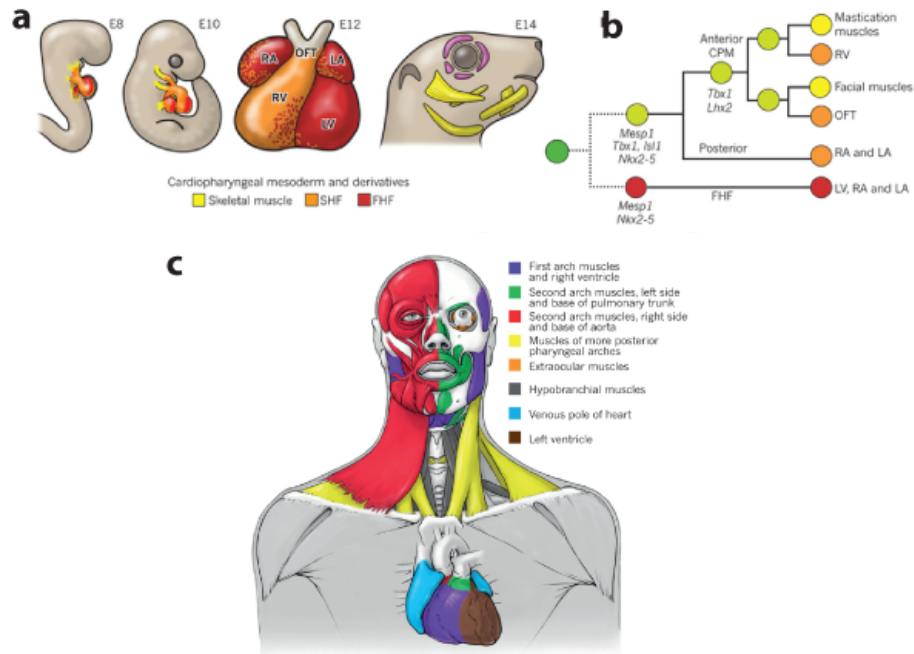 a
E8
E10
E12
E14
OFT
RA
LA
RV
LV
Cardiopharyngeal mesoderm and derivatives
Skeletal muscle
SHF
FHF
b
Anterior
CPM
Tbx1
Lhx2
Mastication
muscles
RV
Facial muscles
OFT
Mesp1
Tbx1, Isl1
Nkx2-5
Posterior
RA and LA
Mesp1
Nkx2-5
FHF
LV, RA and LA
c
First arch muscles
and right ventricle
Second arch muscles, left side
and base of pulmonary trunk
Second arch muscles, right side
and base of aorta
Muscles of more posterior
pharyngeal arches
Extraocular muscles
Hypobranchial muscles
Venous pole of heart
Left ventricle